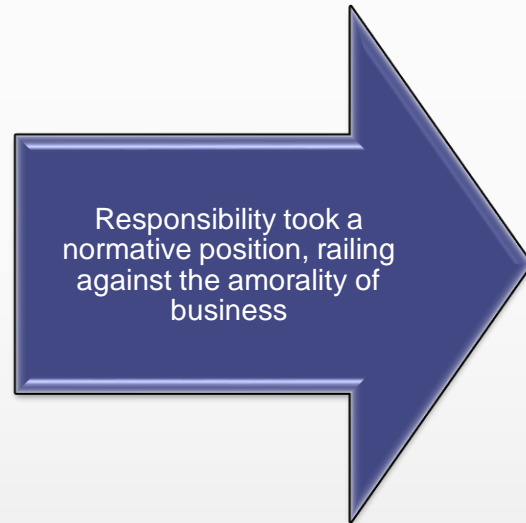 Responsibility took a
normative position, railing
against the amorality of
business